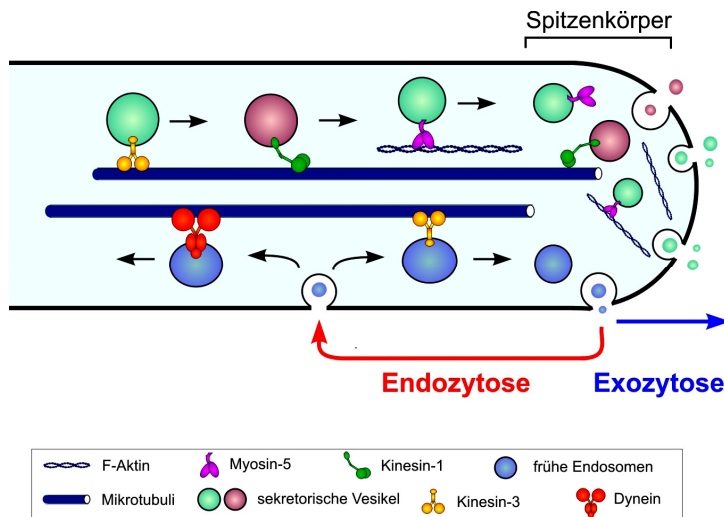 Spitzenkörper
Endozytose
Exozytose
F-Aktin
Myosin-5
Kinesin-1
frühe Endosomen
Mikrotubuli
sekretorische Vesikel
Kinesin-3
Dynein